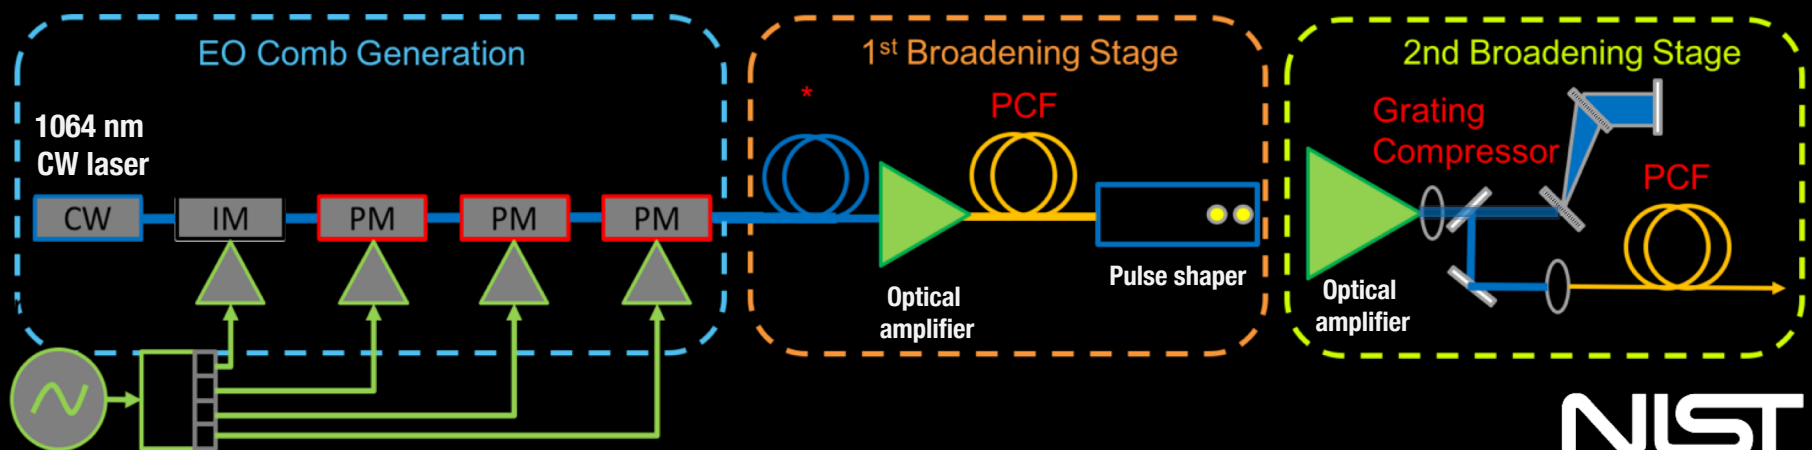 EO Comb Generation
1064 nm
CW laser
CW
IM
PM
PM
PM
1st Broadening Stage
*
PCF
Optical
amplifier
Pulse shaper
2nd Broadening Stage
Grating
Compressor
PCF
Optical
amplifier
NIST